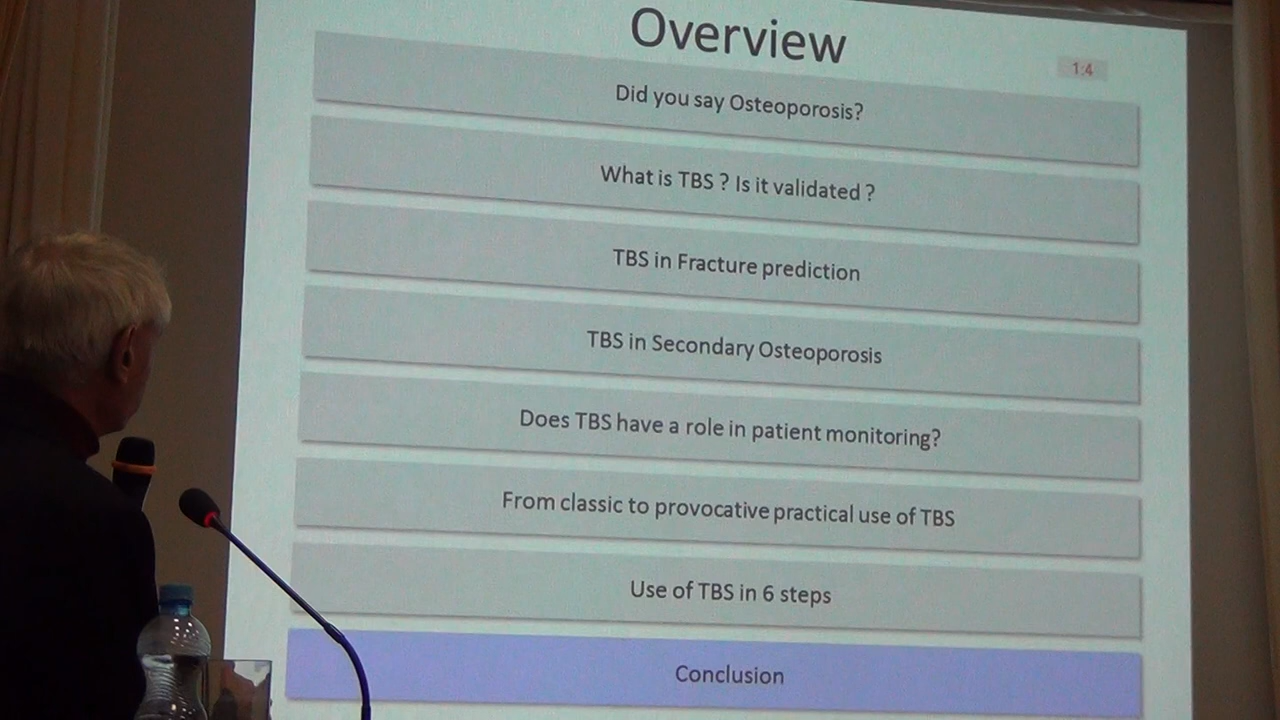 Overview
1:4
Did you say Osteoporosis?
What is TBS ? Is it validated ?
TBS in Fracture prediction
TBS in Secondary Osteoporosis
Does TBS have a role in patient monitoring?
From classic to provocative practical use of TBS
Use of TBS in 6 steps
Conclusion